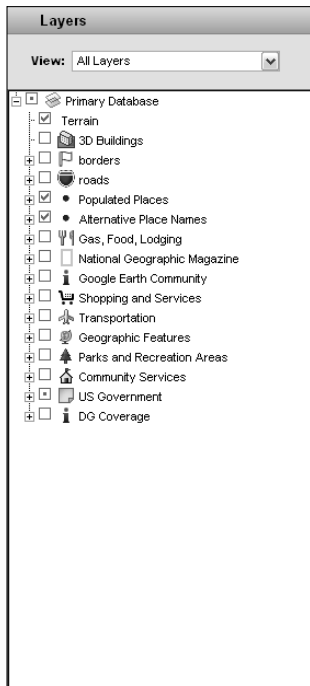 Layers
View: All Layers
Primary Database
Terrain
3D Buildings
borders
roads
Populated Places
Alternative Place Names
Gas, Food, Lodging
National Geographic Magazine
Google Earth Community
Shopping and Services
Transportation
Geographic Features
Parks and Recreation Areas
Community Services
US Government
DG Coverage